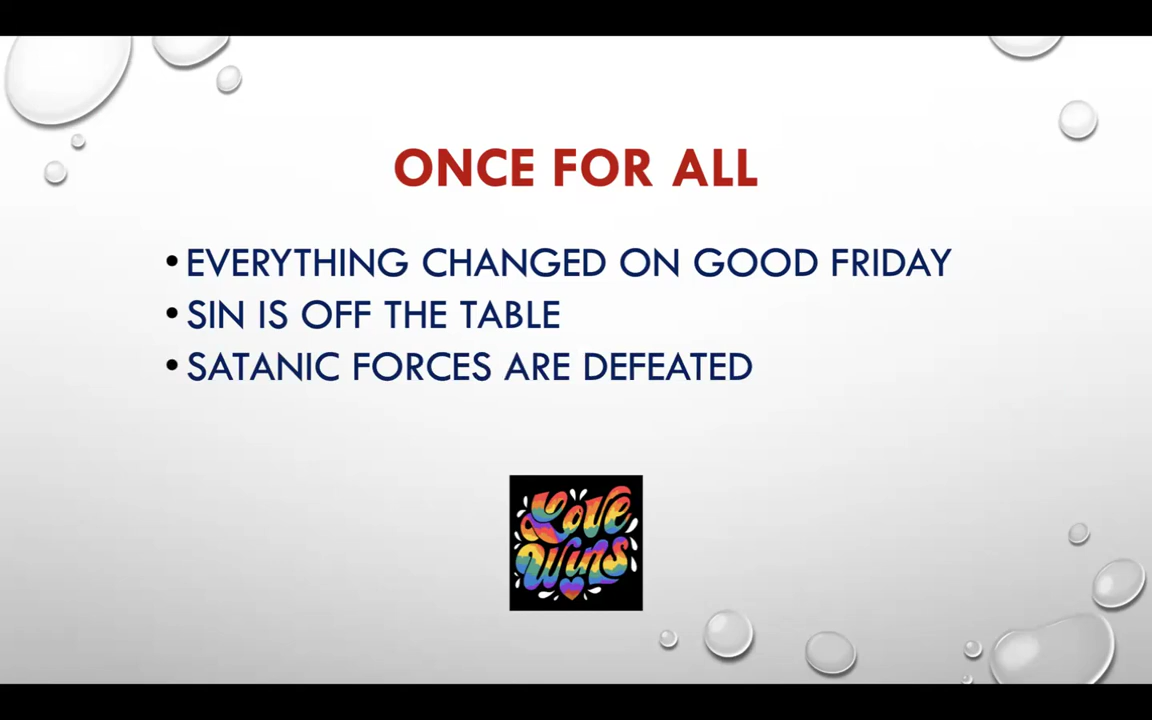 ONCE FOR ALL
• EVERYTHING CHANGED ON GOOD FRIDAY
• SIN IS OFF THE TABLE
• SATANIC FORCES ARE DEFEATED
Love
Wins